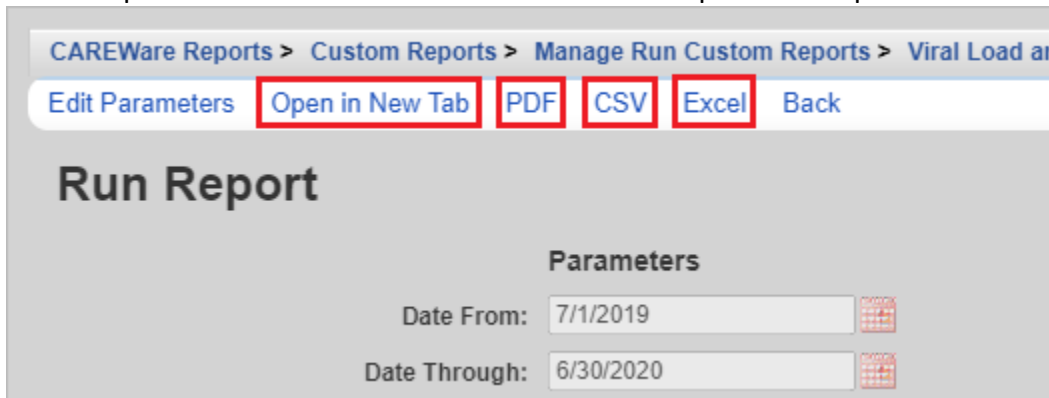 CAREWare Reports > Custom Reports > Manage Run Custom Reports > Viral Load
Edit Parameters Open in New Tab PDF CSV Excel Back
Run Report
Parameters
Date From: 7/1/2019
Date Through: 6/30/2020